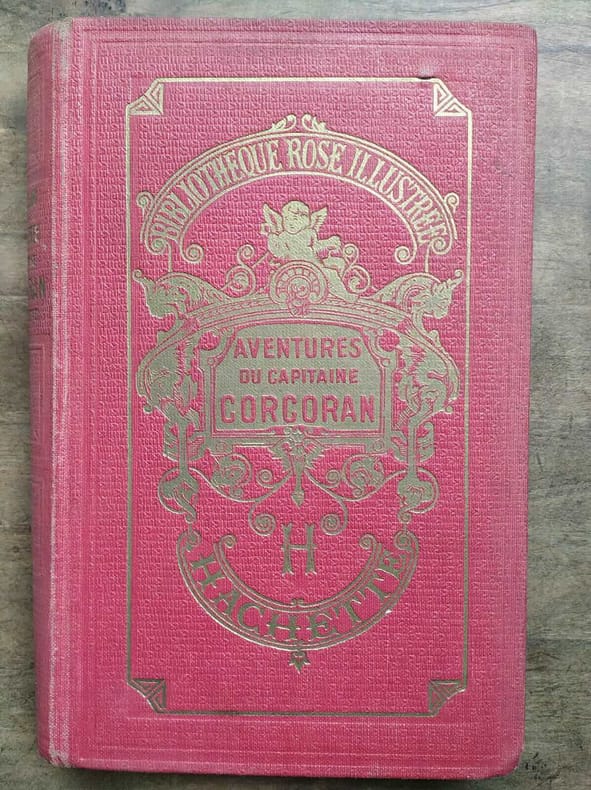 BIBLIOTHÈQUE ROSE ILLUSTRÉE
AVENTURES
DU CAPITAINE
CORCORAN
H
HACHETTE